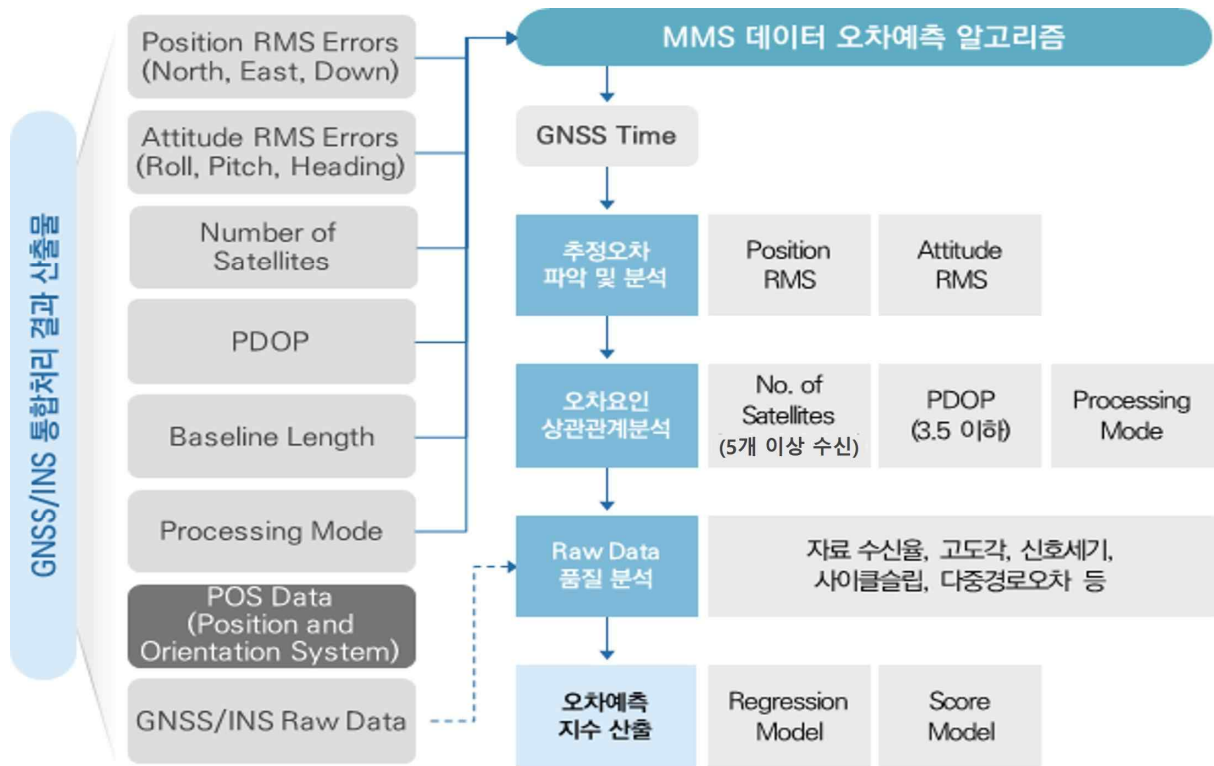 GNSS/INS 통합처리 결과 산출물
Position RMS Errors
(North, East, Down)
Attitude RMS Errors
(Roll, Pitch, Heading)
Number of
Satellites
PDOP
Baseline Length
Processing Mode
POS Data
(Position and
Orientation System)
GNSS/INS Raw Data
MMS 데이터 오차예측 알고리즘
GNSS Time
추정오차
파악 및 분석
Position
RMS
Attitude
RMS
오차요인
상관관계분석
No. of
Satellites
(5개 이상 수신)
PDOP
(3.5 이하)
Processing
Mode
Raw Data
품질 분석
자료 수신율, 고도각, 신호세기,
사이클슬립, 다중경로오차 등
오차예측
지수 산출
Regression
Model
Score
Model